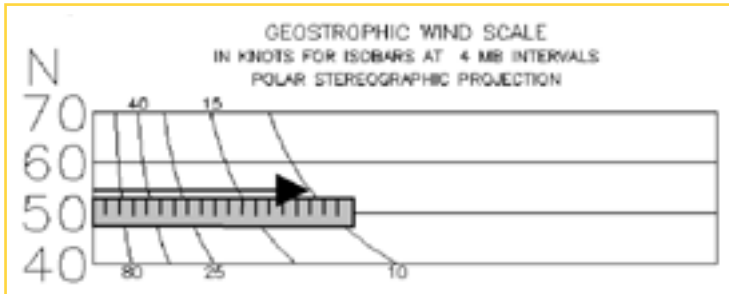 GEOSTROPHIC WIND SCALE
IN KNOTS FOR ISOBARS AT 4 MB INTERVALS
POLAR STEREOGRAPHIC PROJECTION
N
70
40 15
60
50
40
80 25 10